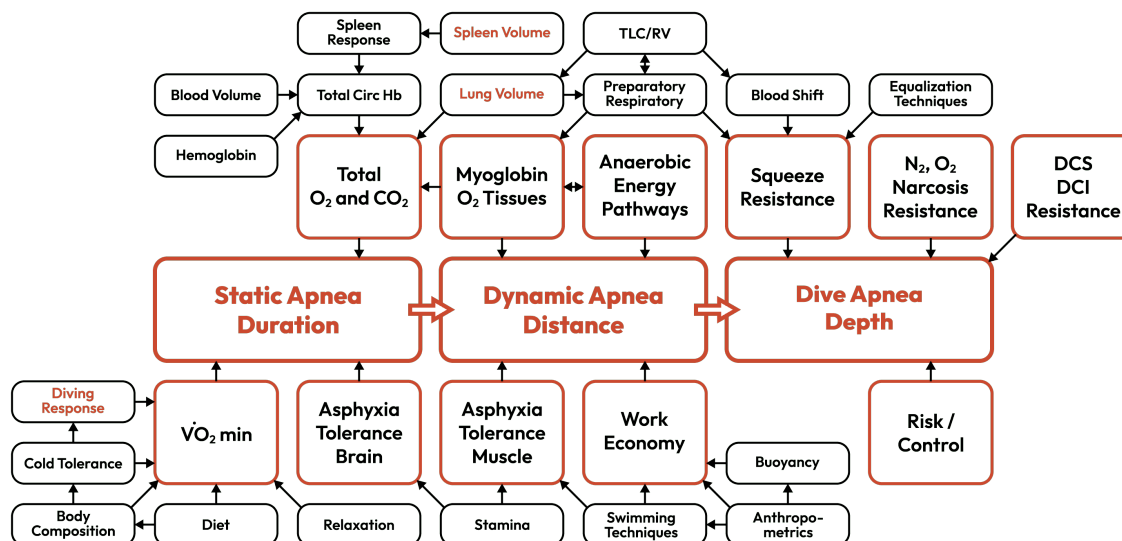 Spleen
Response
Spleen Volume
TLC/RV
Blood Volume
Total Circ Hb
Lung Volume
Preparatory
Respiratory
Blood Shift
Equalization
Techniques
Hemoglobin
Total
O₂ and CO₂
Myoglobin
O₂ Tissues
Anaerobic
Energy
Pathways
Squeeze
Resistance
N₂, O₂
Narcosis
Resistance
DCS
DCI
Resistance
Static Apnea
Duration
Dynamic Apnea
Distance
Dive Apnea
Depth
Diving
Response
V̇O₂ min
Asphyxia
Tolerance
Brain
Asphyxia
Tolerance
Muscle
Work
Economy
Risk /
Control
Cold Tolerance
Buoyancy
Body
Composition
Diet
Relaxation
Stamina
Swimming
Techniques
Anthropo-
metrics